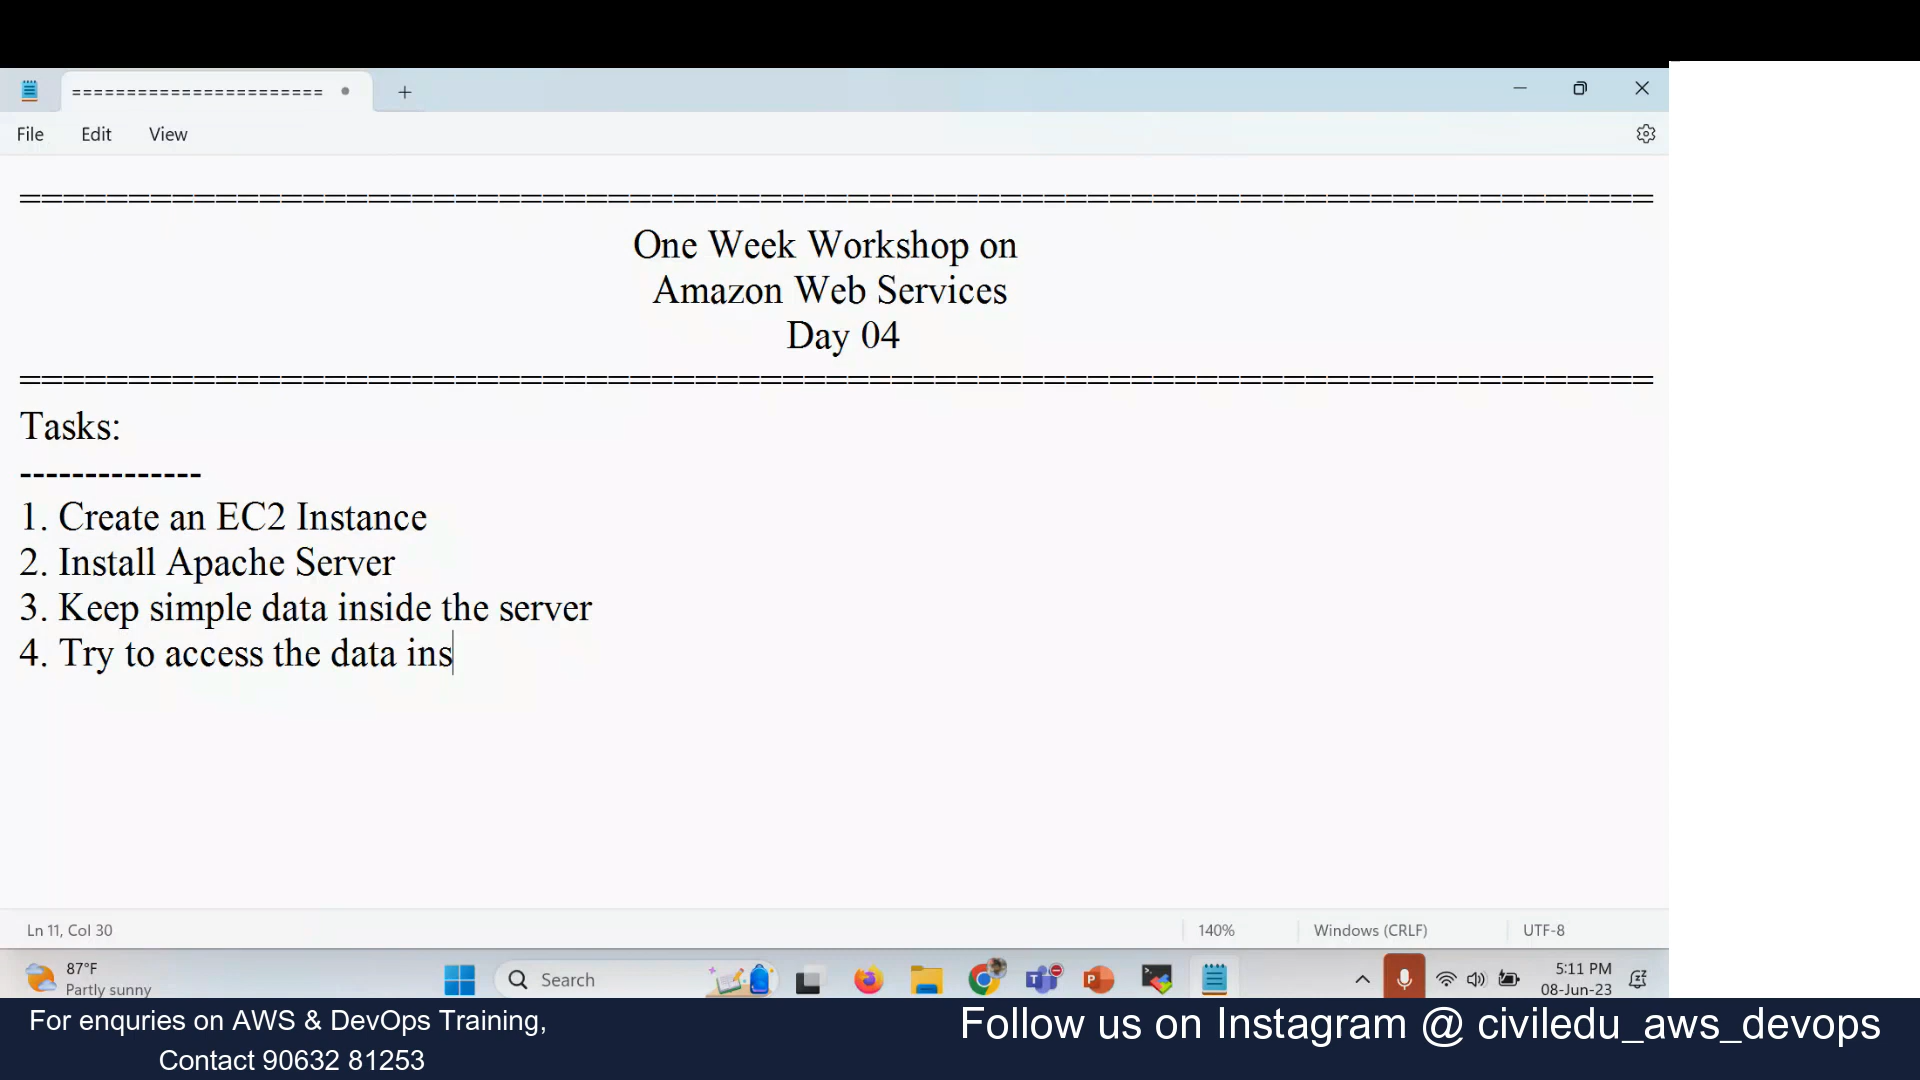 ======================
File Edit View
===========================================================================
One Week Workshop on
Amazon Web Services
Day 04
===========================================================================
Tasks:
--------------
1. Create an EC2 Instance
2. Install Apache Server
3. Keep simple data inside the server
4. Try to access the data ins
Ln 11, Col 30 140% Windows (CRLF) UTF-8
87°F
Partly sunny
Search
5:11 PM
08-Jun-23
For enquries on AWS & DevOps Training,
Contact 90632 81253
Follow us on Instagram @ civiledu_aws_devops